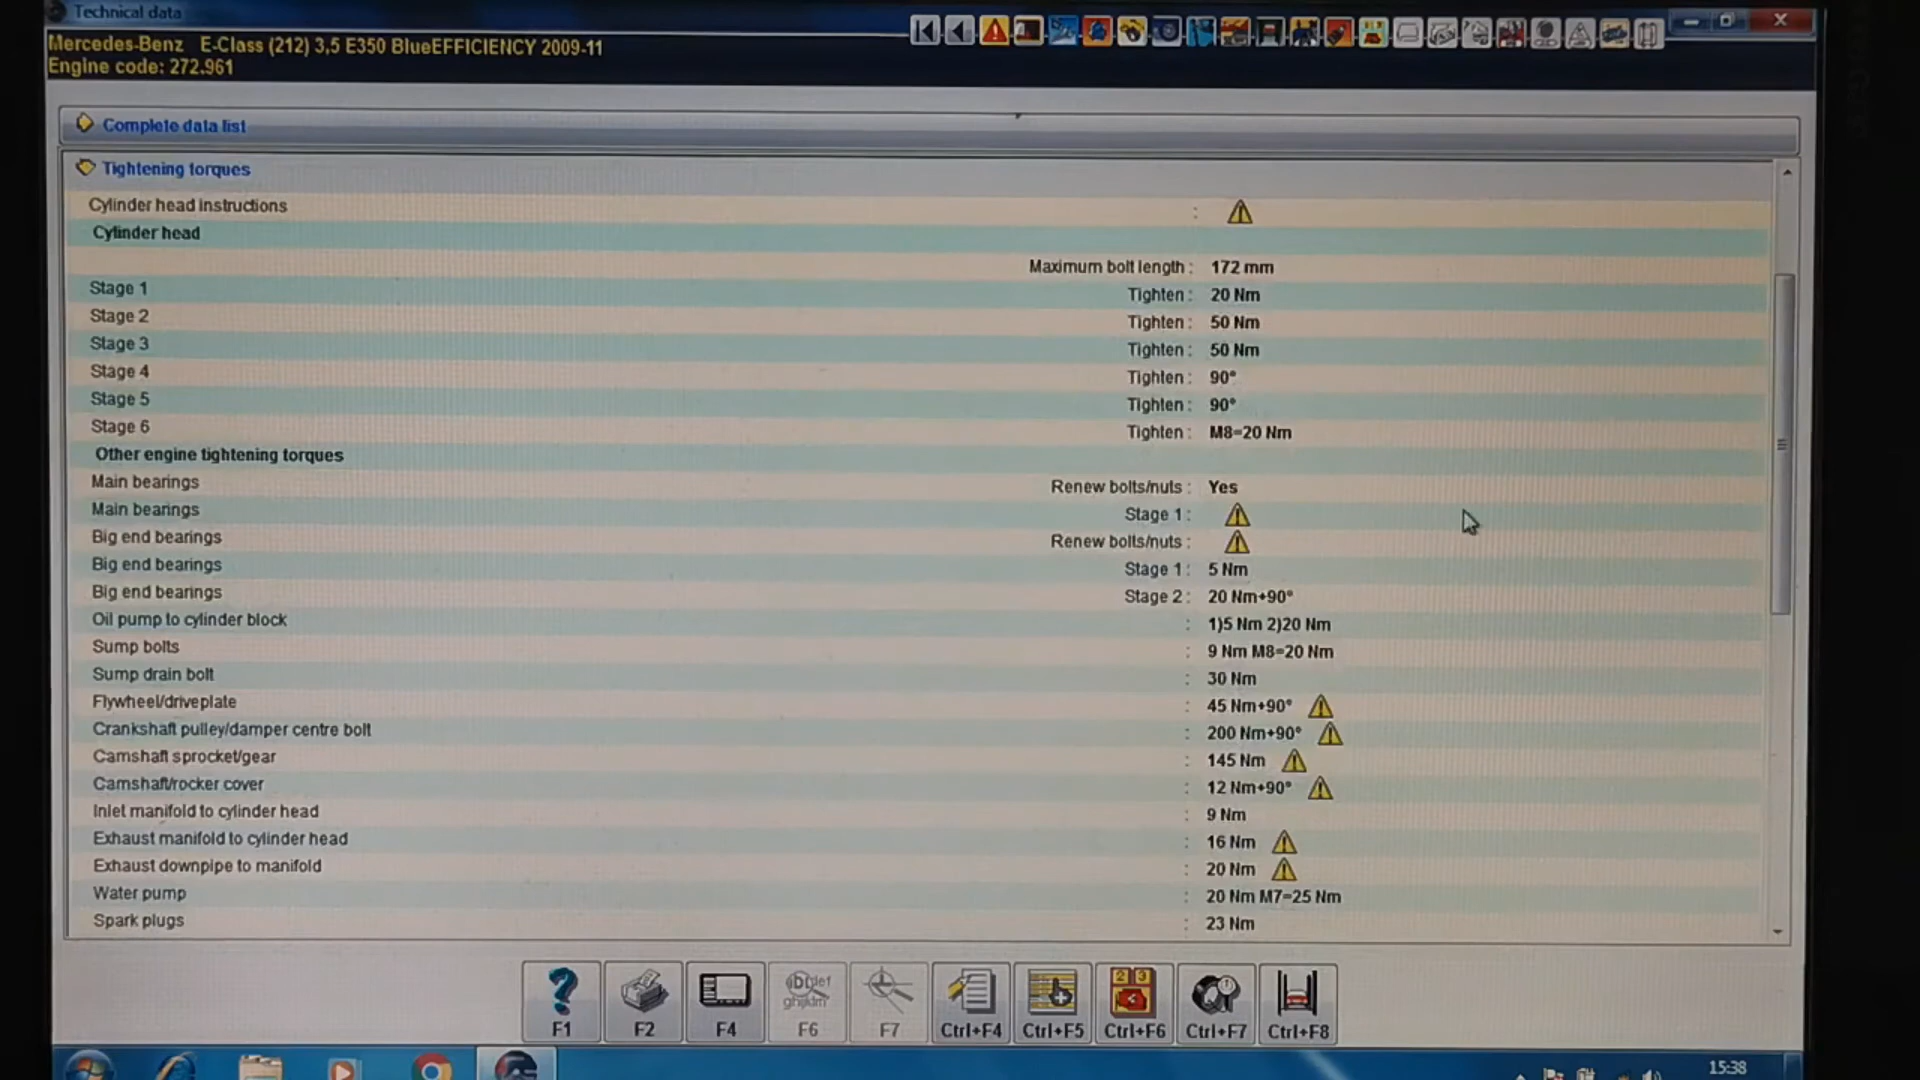 Technical data
Mercedes-Benz E-Class (212) 3,5 E350 BlueEFFICIENCY 2009-11
Engine code: 272.961
Complete data list
Tightening torques
Cylinder head instructions :
Cylinder head
Maximum bolt length : 172 mm
Stage 1 Tighten : 20 Nm
Stage 2 Tighten : 50 Nm
Stage 3 Tighten : 50 Nm
Stage 4 Tighten : 90°
Stage 5 Tighten : 90°
Stage 6 Tighten : M8=20 Nm
Other engine tightening torques
Main bearings Renew bolts/nuts : Yes
Main bearings Stage 1 :
Big end bearings Renew bolts/nuts :
Big end bearings Stage 1 : 5 Nm
Big end bearings Stage 2 : 20 Nm+90°
Oil pump to cylinder block : 1)5 Nm 2)20 Nm
Sump bolts : 9 Nm M8=20 Nm
Sump drain bolt : 30 Nm
Flywheel/driveplate : 45 Nm+90°
Crankshaft pulley/damper centre bolt : 200 Nm+90°
Camshaft sprocket/gear : 145 Nm
Camshaft/rocker cover : 12 Nm+90°
Inlet manifold to cylinder head : 9 Nm
Exhaust manifold to cylinder head : 16 Nm
Exhaust downpipe to manifold : 20 Nm
Water pump : 20 Nm M7=25 Nm
Spark plugs : 23 Nm
F1 F2 F4 F6 F7 Ctrl+F4 Ctrl+F5 Ctrl+F6 Ctrl+F7 Ctrl+F8
15:38